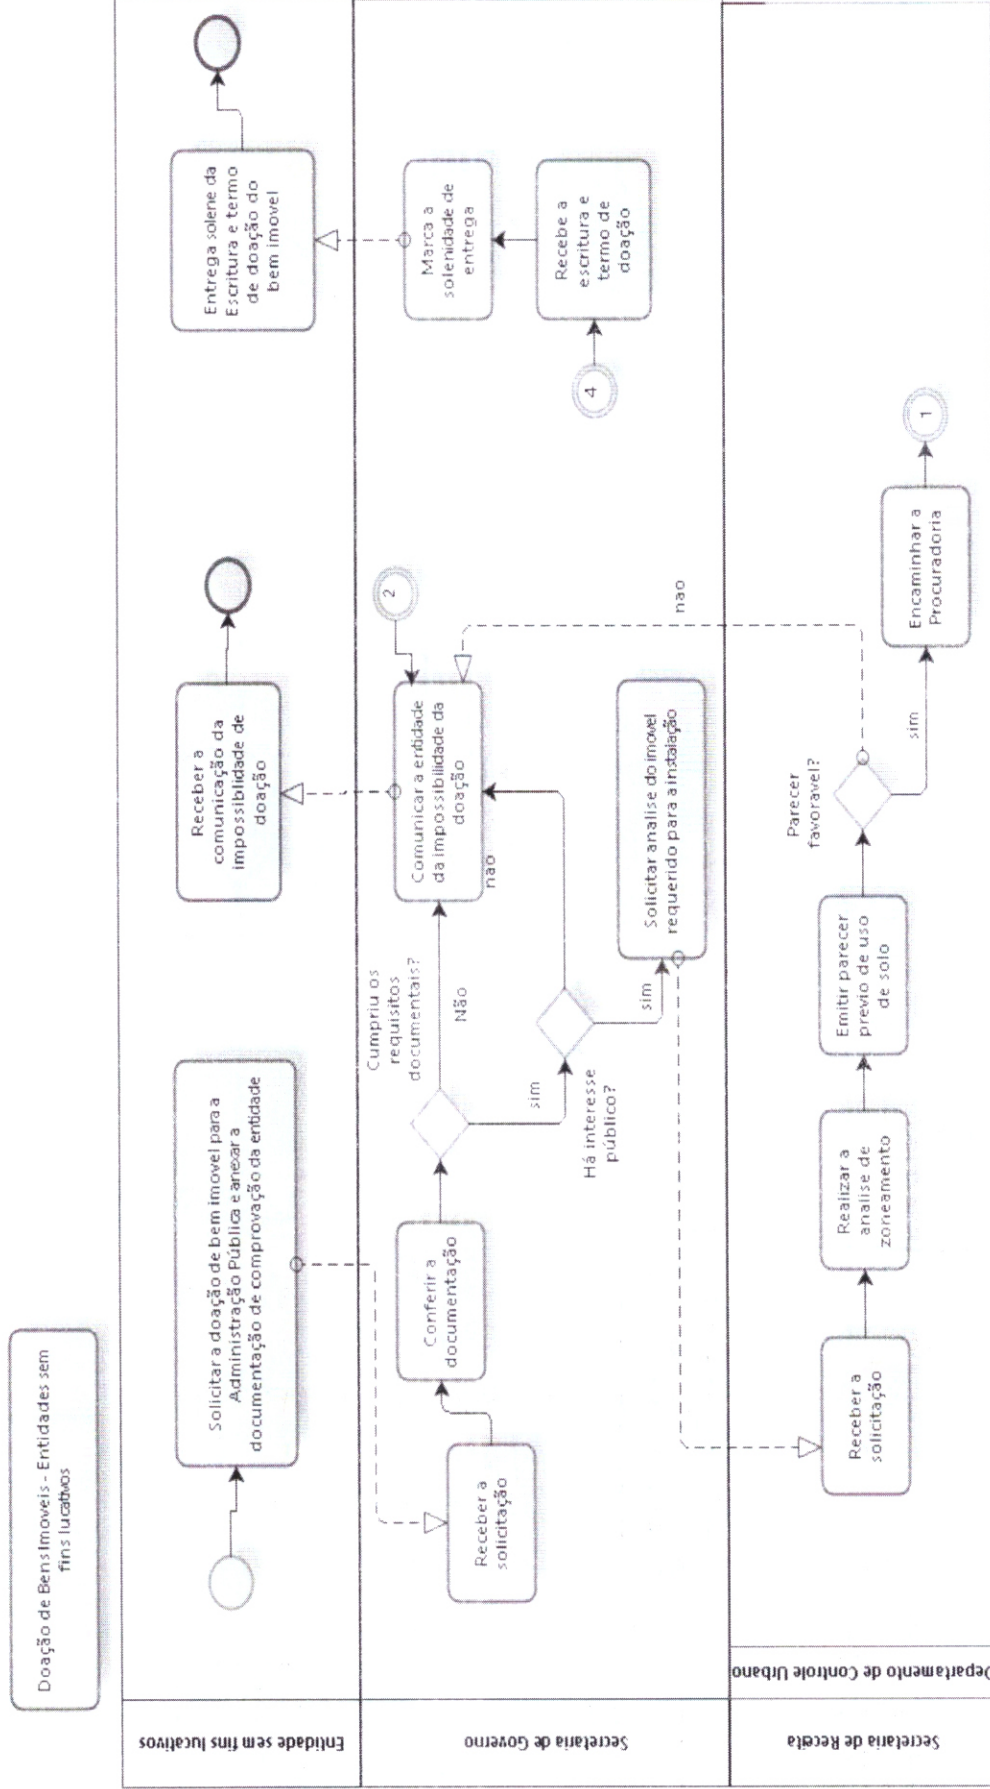 Doação de Bens Imoveis - Entidades sem
fins lucativos
Entidade sem fins lucativos
Solicitar a doação de bem imovel para a
Administração Pública e anexar a
documentação de comprovação da entidade
Receber a
comunicação da
impossiblidade de
doação
Entrega solene da
Escritura e termo
de doação do
bem imovel
Secretaria de Governo
Receber a
solicitação
Conferir a
documentação
Cumpriu os
requisitos
documentais?
Não
sim
Há interesse
público?
nao
sim
Comunicar a entidade
da impossibilidade da
doação
2
Solicitar analise do imovel
requerido para a instalação
4
Recebe a
escritura e
termo de
doação
Marca a
solenidade de
entrega
Secretaria de Receita
Departamento de Controle Urbano
Receber a
solicitação
Realizar a
analise de
zoneamento
Emitir parecer
previo de uso
de solo
Parecer
favoravel?
nao
sim
Encaminhar a
Procuradoria
1